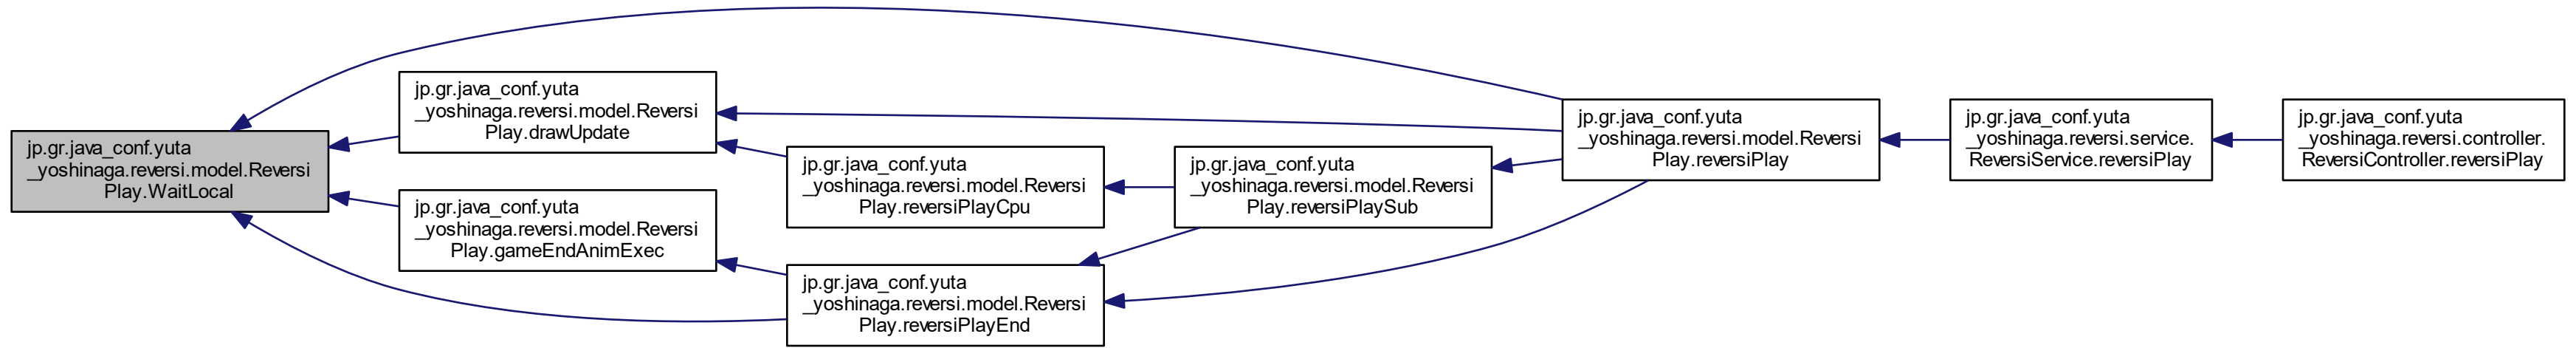 jp.gr.java_conf.yuta
_yoshinaga.reversi.model.Reversi
Play.WaitLocal
jp.gr.java_conf.yuta
_yoshinaga.reversi.model.Reversi
Play.drawUpdate
jp.gr.java_conf.yuta
_yoshinaga.reversi.model.Reversi
Play.gameEndAnimExec
jp.gr.java_conf.yuta
_yoshinaga.reversi.model.Reversi
Play.reversiPlayCpu
jp.gr.java_conf.yuta
_yoshinaga.reversi.model.Reversi
Play.reversiPlayEnd
jp.gr.java_conf.yuta
_yoshinaga.reversi.model.Reversi
Play.reversiPlaySub
jp.gr.java_conf.yuta
_yoshinaga.reversi.model.Reversi
Play.reversiPlay
jp.gr.java_conf.yuta
_yoshinaga.reversi.service.
ReversiService.reversiPlay
jp.gr.java_conf.yuta
_yoshinaga.reversi.controller.
ReversiController.reversiPlay